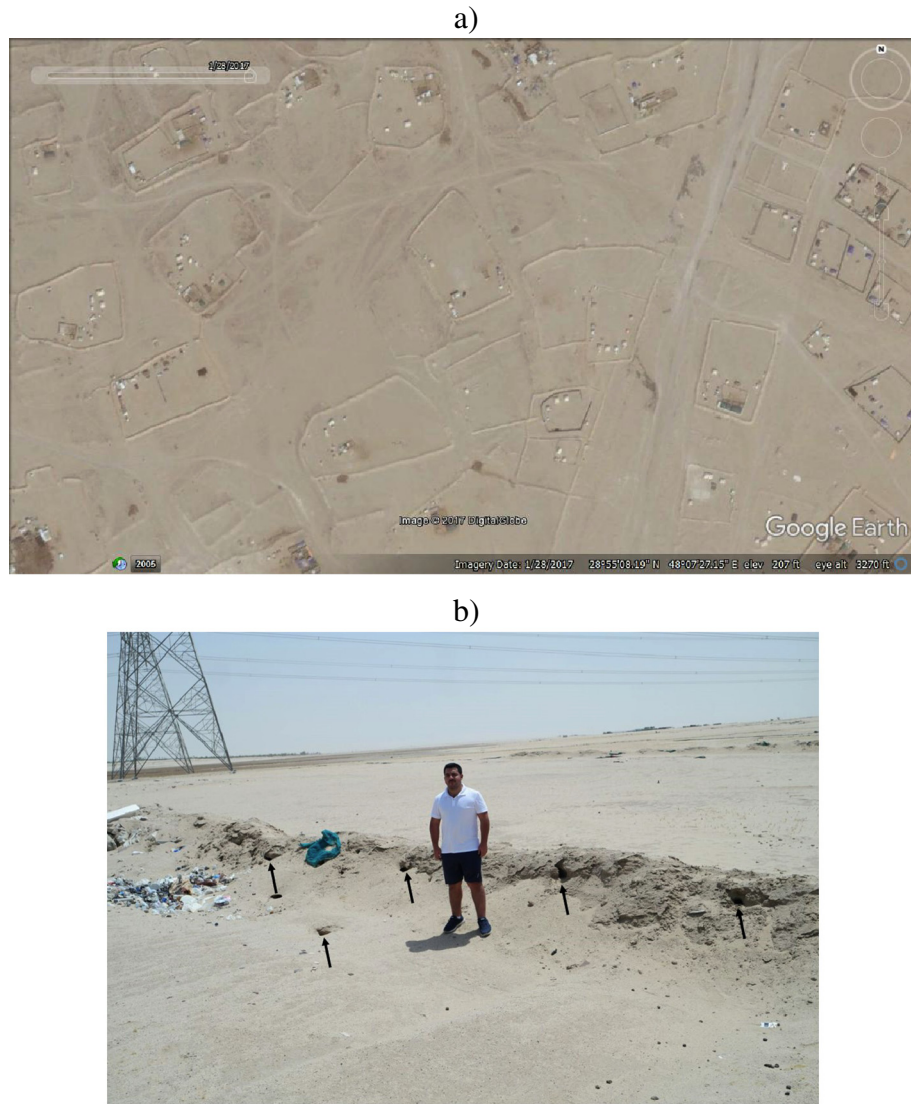 a)
1/28/2017
N
Image © 2017 DigitalGlobe
Google Earth
2005
Imagery Date: 1/28/2017 28°55'08.19" N 48°07'27.15" E elev 207 ft eye alt 3270 ft
b)